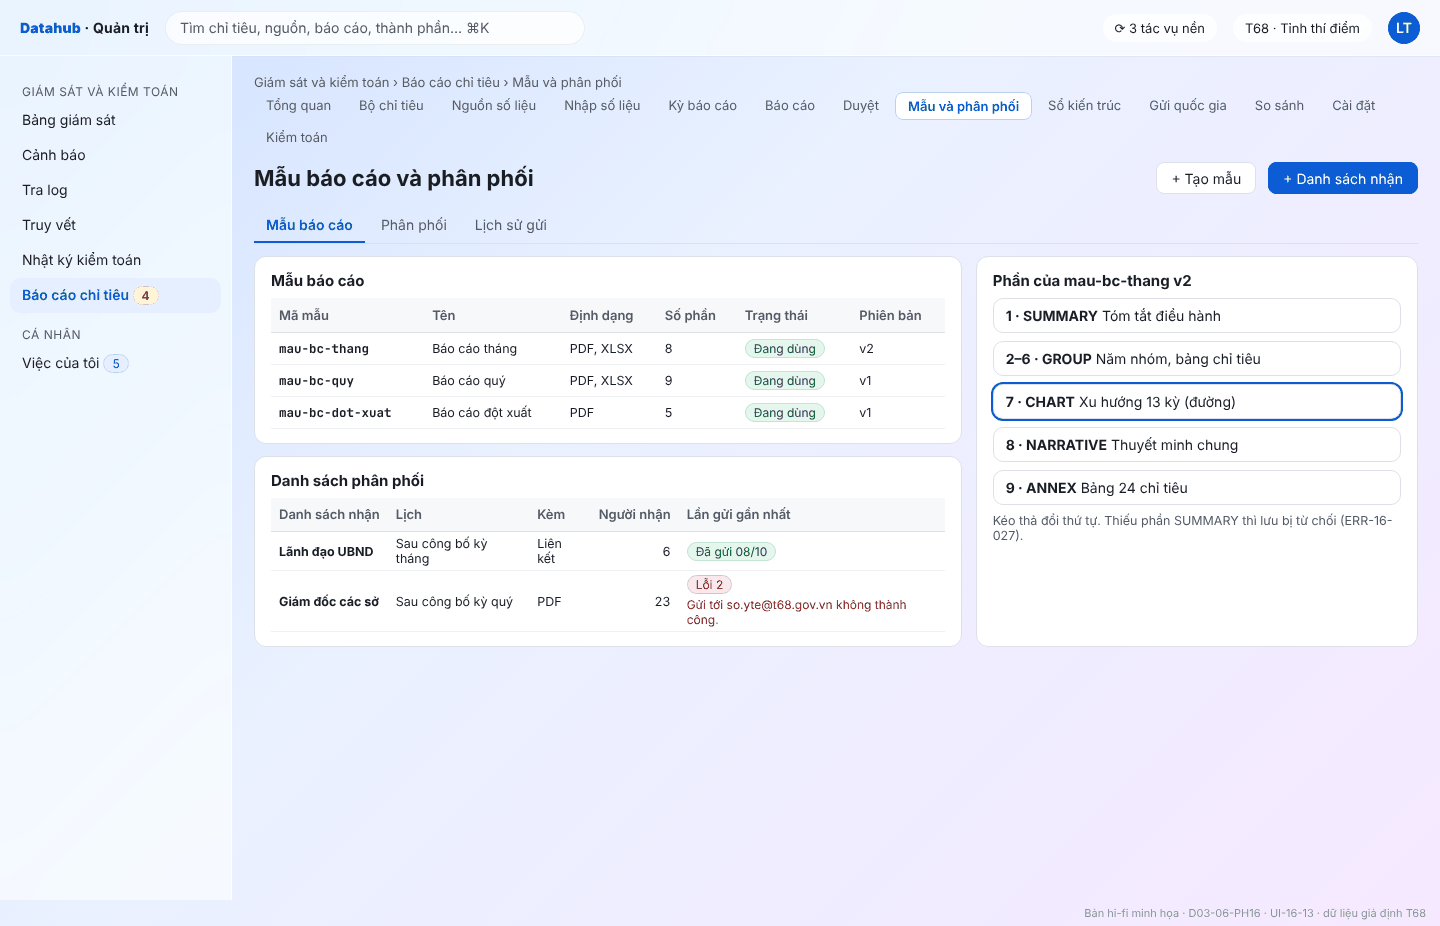 Datahub · Quản trị
Tìm chỉ tiêu, nguồn, báo cáo, thành phần... ⌘K
⟳ 3 tác vụ nền
T68 · Tỉnh thí điểm
LT
GIÁM SÁT VÀ KIỂM TOÁN
Bảng giám sát
Cảnh báo
Tra log
Truy vết
Nhật ký kiểm toán
Báo cáo chỉ tiêu 4
CÁ NHÂN
Việc của tôi 5
Giám sát và kiểm toán › Báo cáo chỉ tiêu › Mẫu và phân phối
Tổng quan Bộ chỉ tiêu Nguồn số liệu Nhập số liệu Kỳ báo cáo Báo cáo Duyệt Mẫu và phân phối Sổ kiến trúc Gửi quốc gia So sánh Cài đặt
Kiểm toán
Mẫu báo cáo và phân phối
+ Tạo mẫu
+ Danh sách nhận
Mẫu báo cáo Phân phối Lịch sử gửi
Mẫu báo cáo
Mã mẫu Tên Định dạng Số phần Trạng thái Phiên bản
mau-bc-thang Báo cáo tháng PDF, XLSX 8 Đang dùng v2
mau-bc-quy Báo cáo quý PDF, XLSX 9 Đang dùng v1
mau-bc-dot-xuat Báo cáo đột xuất PDF 5 Đang dùng v1
Danh sách phân phối
Danh sách nhận Lịch Kèm Người nhận Lần gửi gần nhất
Lãnh đạo UBND Sau công bố kỳ tháng Liên kết 6 Đã gửi 08/10
Giám đốc các sở Sau công bố kỳ quý PDF 23 Lỗi 2
Gửi tới so.yte@t68.gov.vn không thành
công.
Phần của mau-bc-thang v2
1 · SUMMARY Tóm tắt điều hành
2–6 · GROUP Năm nhóm, bảng chỉ tiêu
7 · CHART Xu hướng 13 kỳ (đường)
8 · NARRATIVE Thuyết minh chung
9 · ANNEX Bảng 24 chỉ tiêu
Kéo thả đổi thứ tự. Thiếu phần SUMMARY thì lưu bị từ chối (ERR-16-
027).
Bản hi-fi minh họa · D03-06-PH16 · UI-16-13 · dữ liệu giả định T68